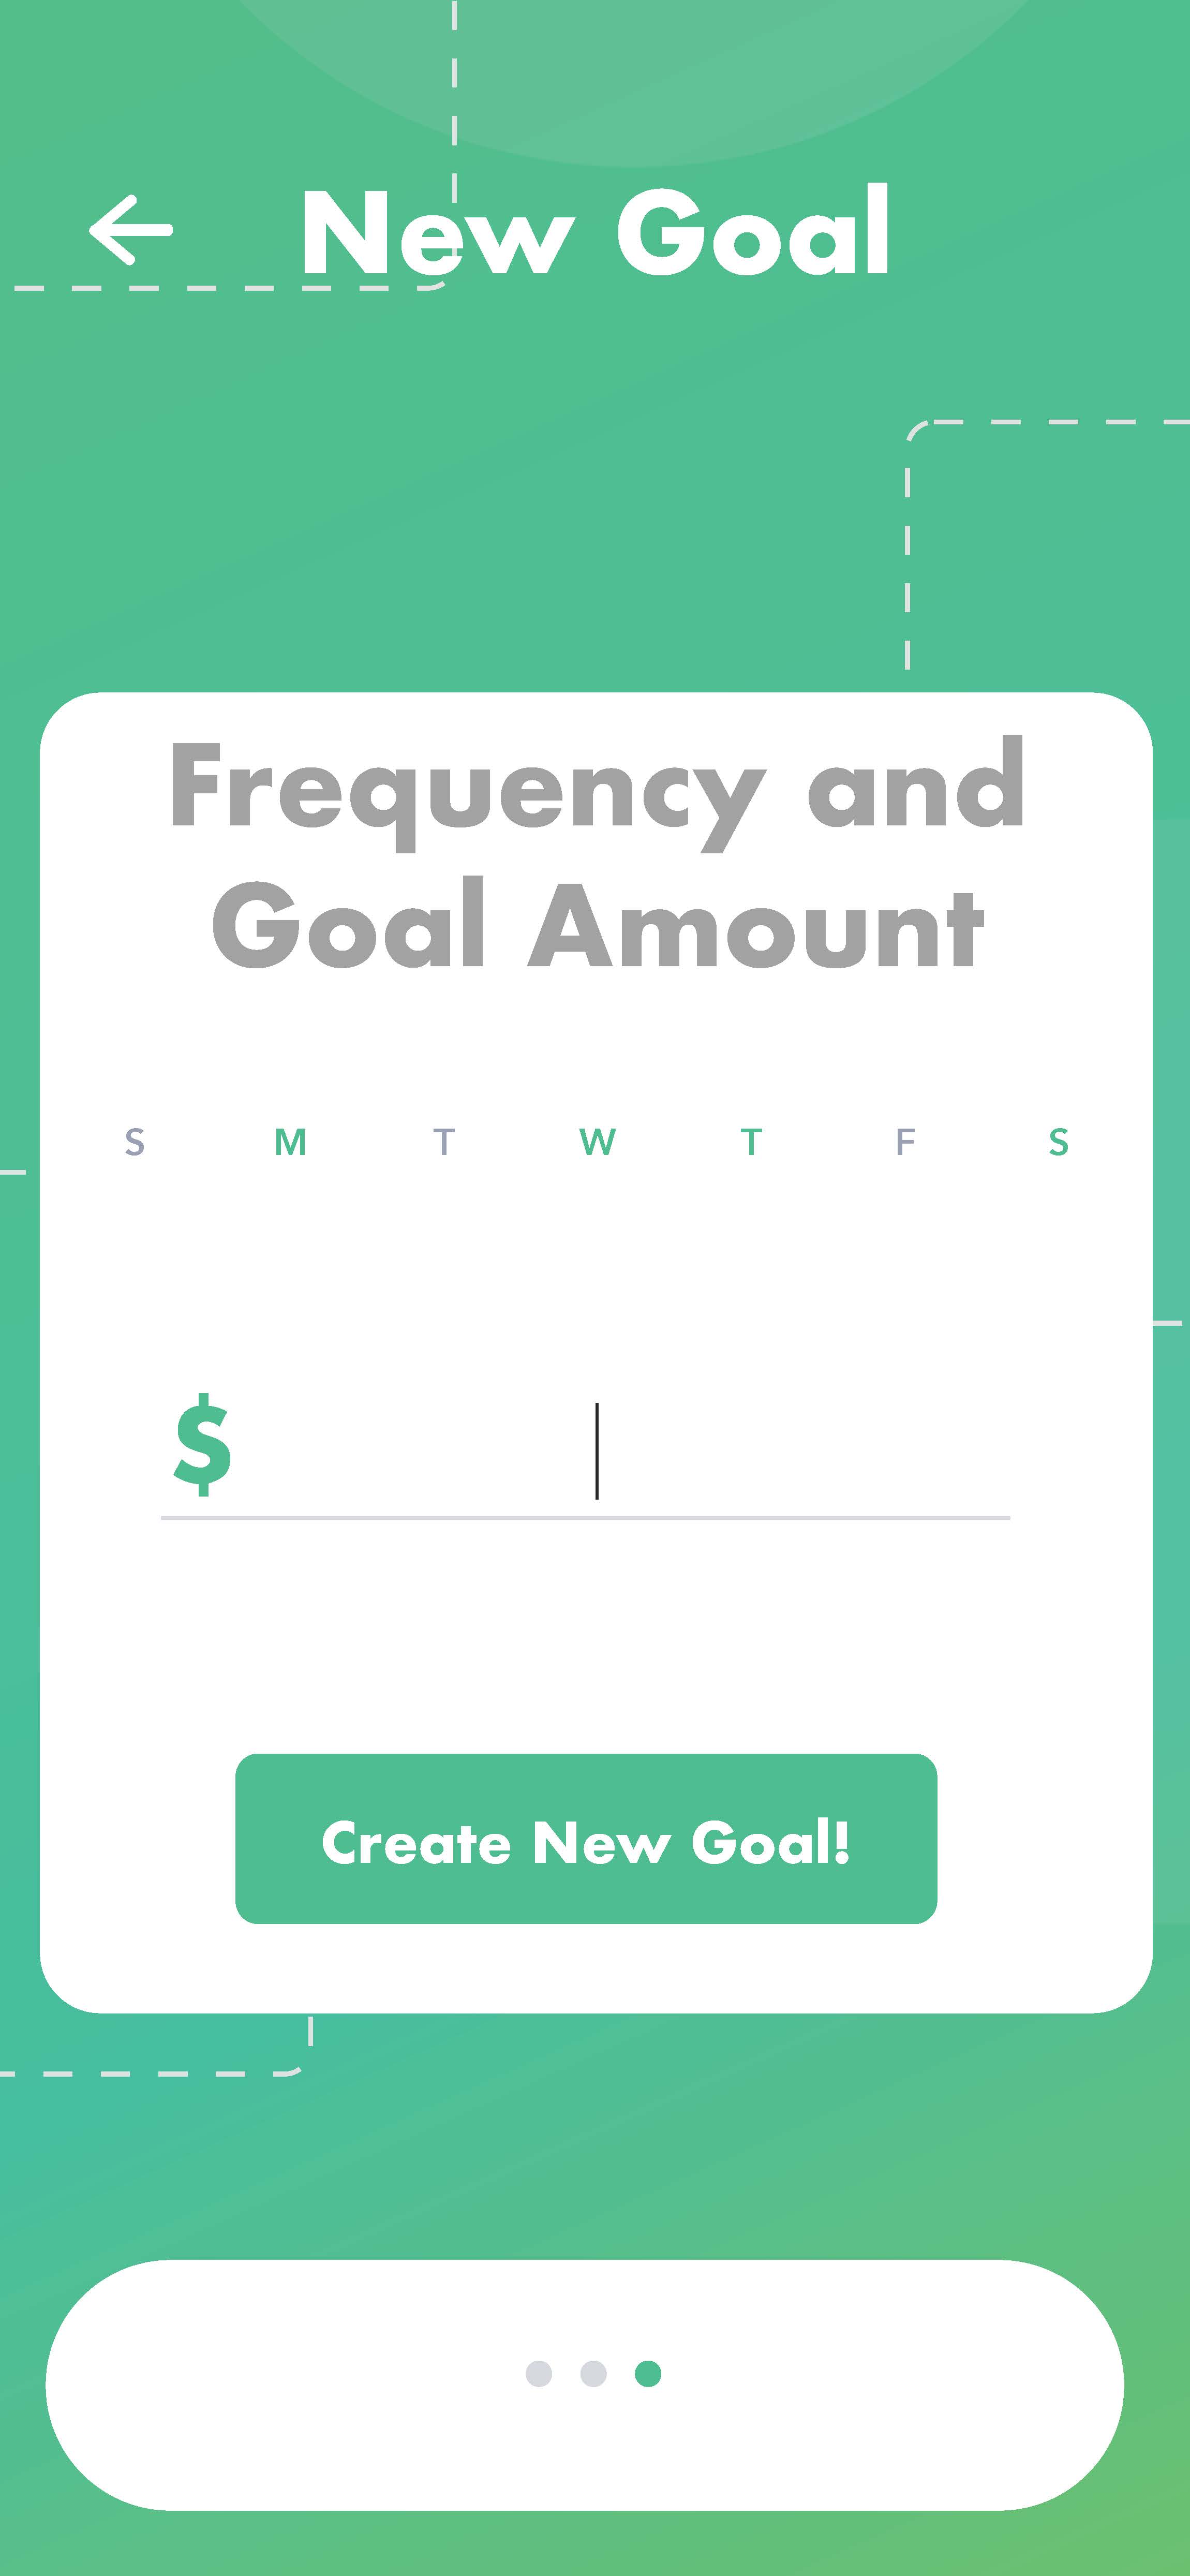 New Goal
Frequency and
Goal Amount
S M T W T F S
$
Create New Goal!